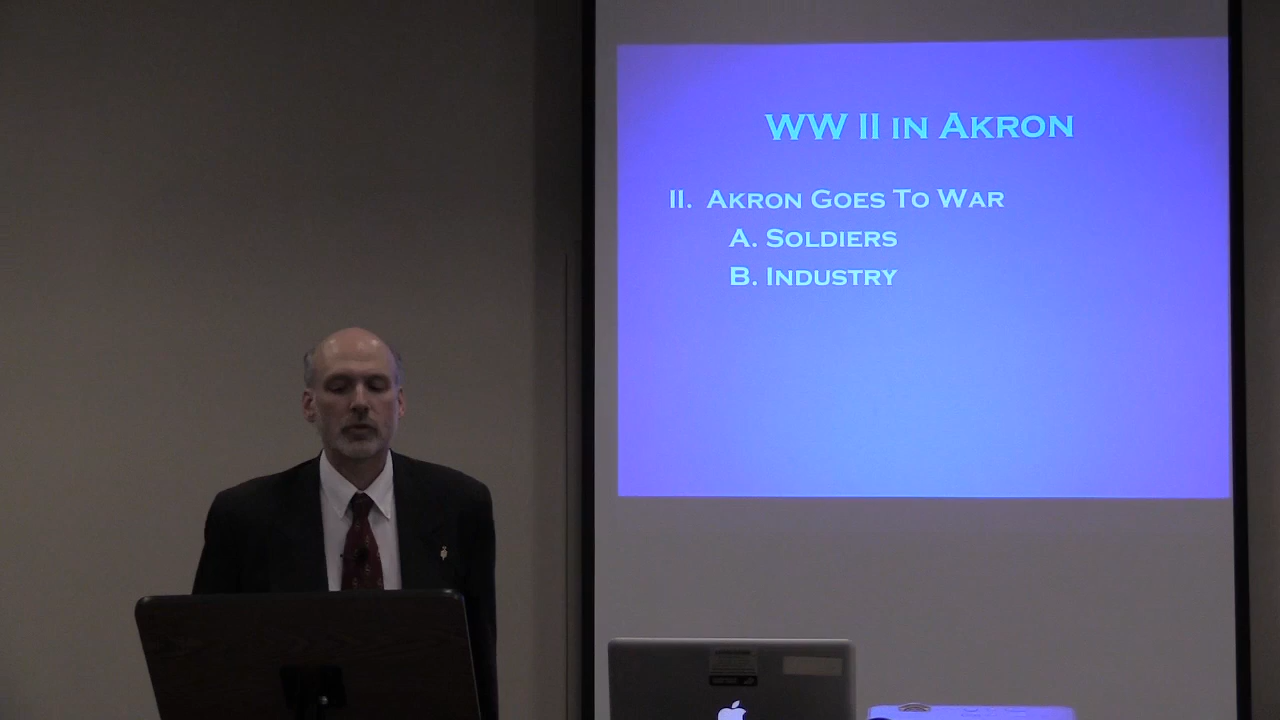 WW II in Akron
II. Akron Goes To War
A. Soldiers
B. Industry